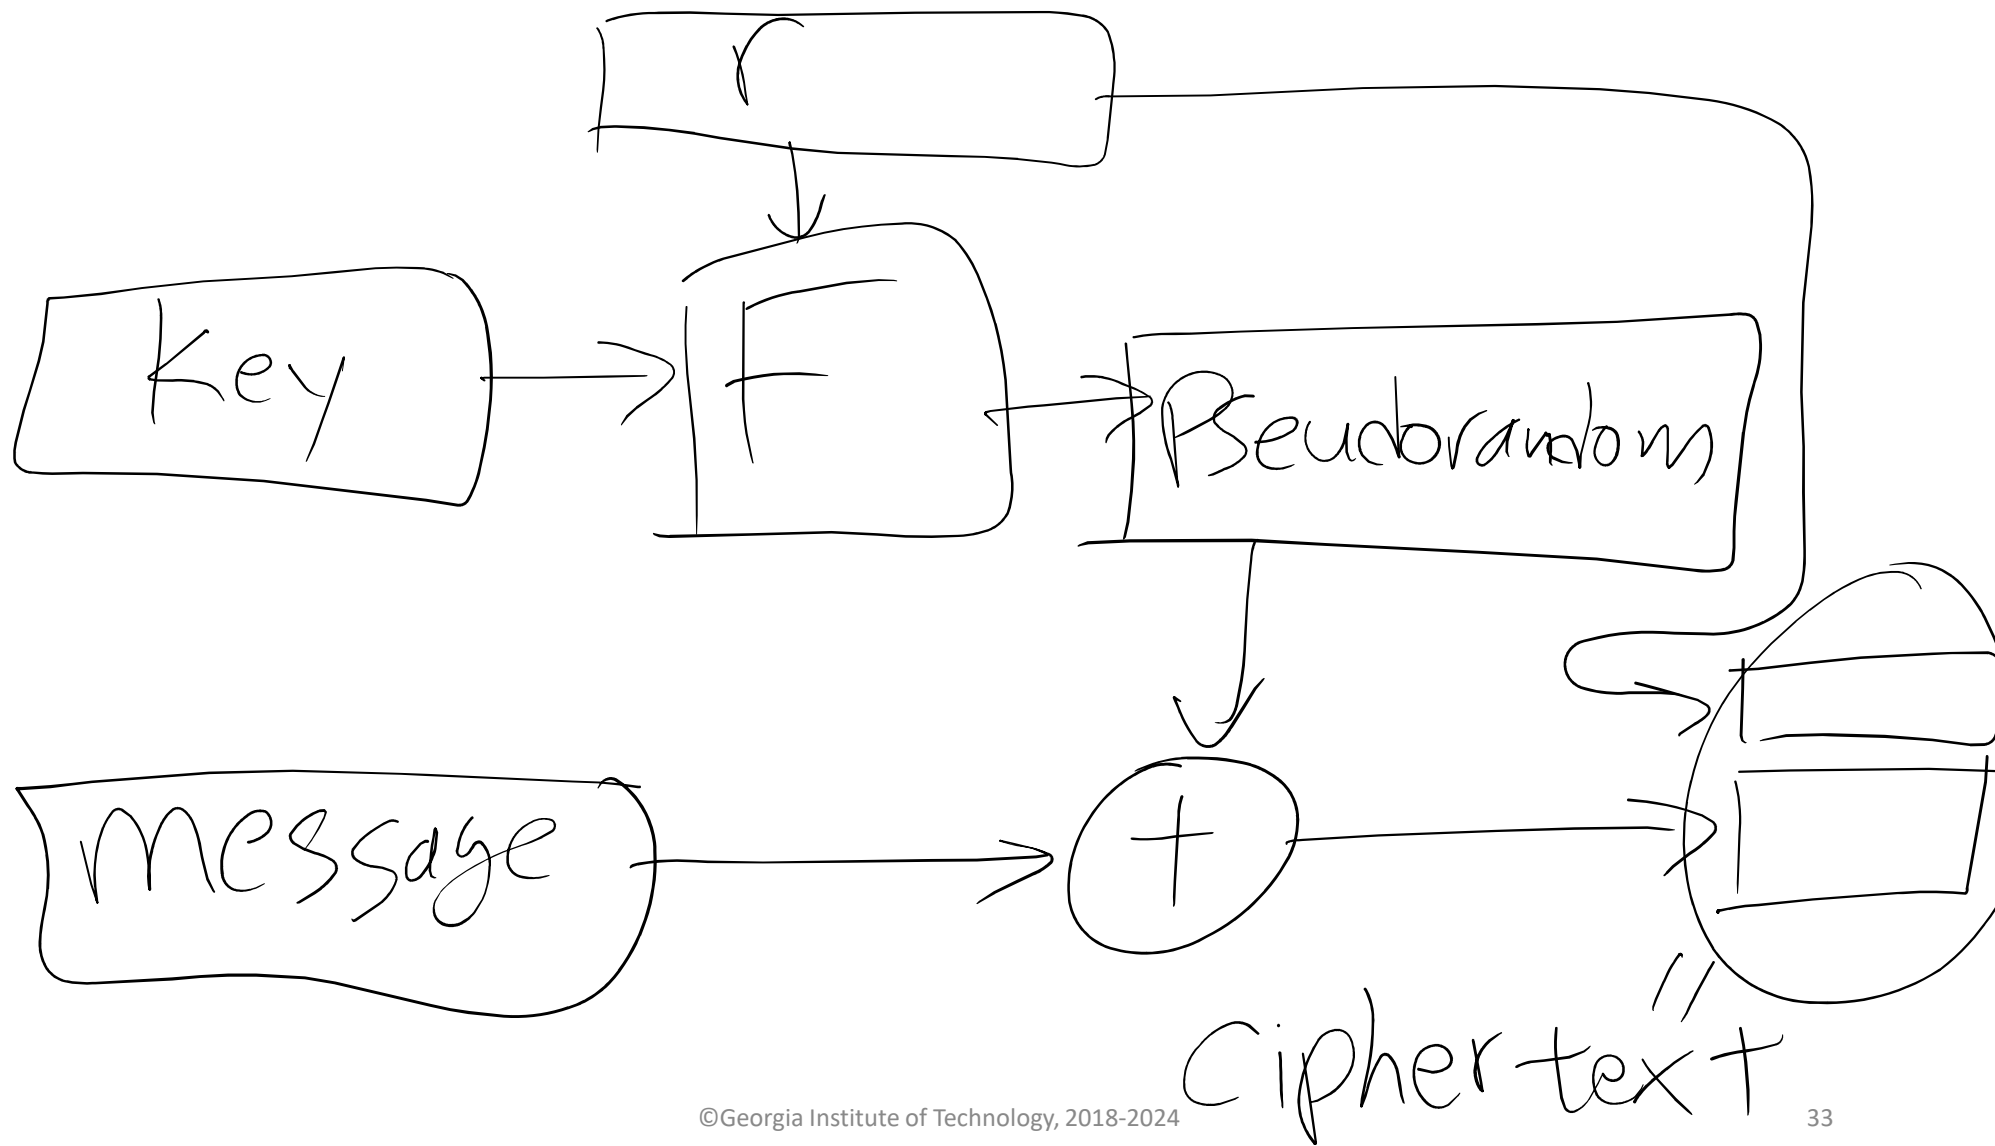 r
Key
F
Pseudorandom
message
+
"
Ciphertext
©Georgia Institute of Technology, 2018-2024
33